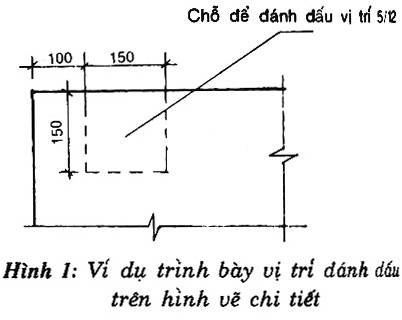 Chỗ để đánh dấu vị trí 5/12
100 150
150
Hình 1: Ví dụ trình bày vị trí đánh dấu
trên hình vẽ chi tiết